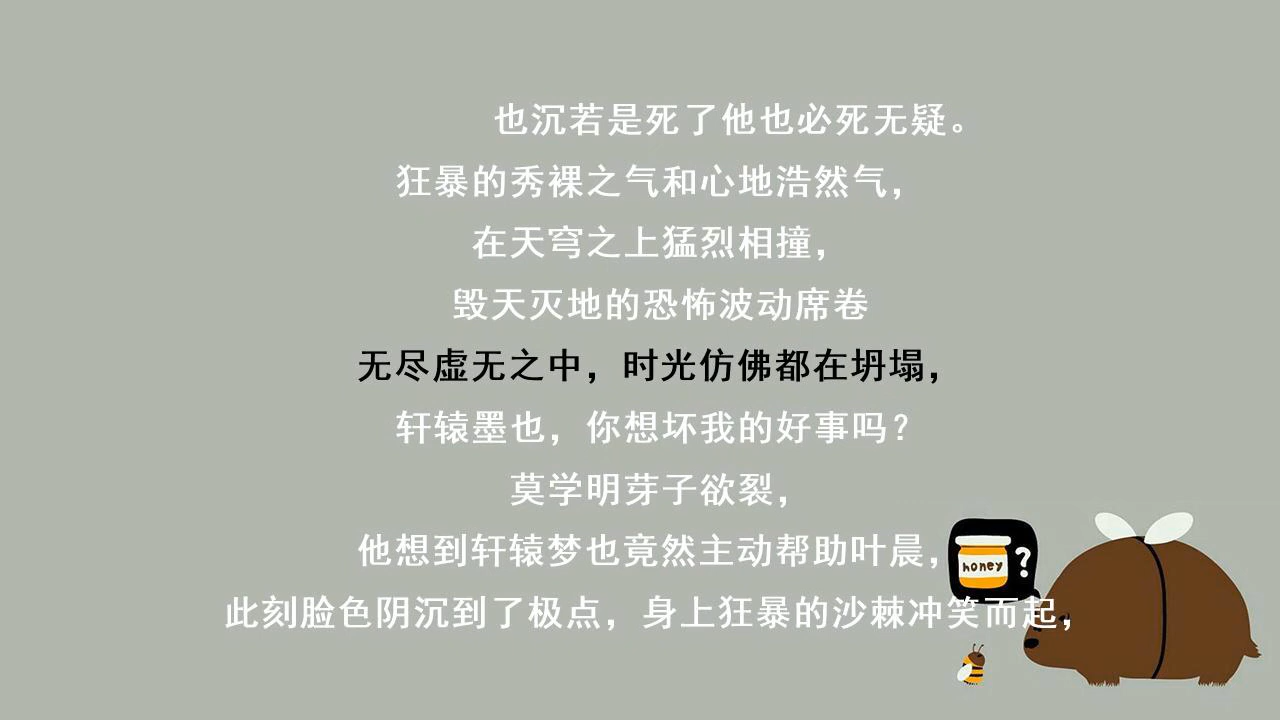 也沉若是死了他也必死无疑。
狂暴的秀裸之气和心地浩然气，
在天穹之上猛烈相撞，
毁天灭地的恐怖波动席卷
无尽虚无之中，时光仿佛都在坍塌，
轩辕墨也，你想坏我的好事吗？
莫学明芽子欲裂，
他想到轩辕梦也竟然主动帮助叶晨，
此刻脸色阴沉到了极点，身上狂暴的沙棘冲笑而起，
honey
?